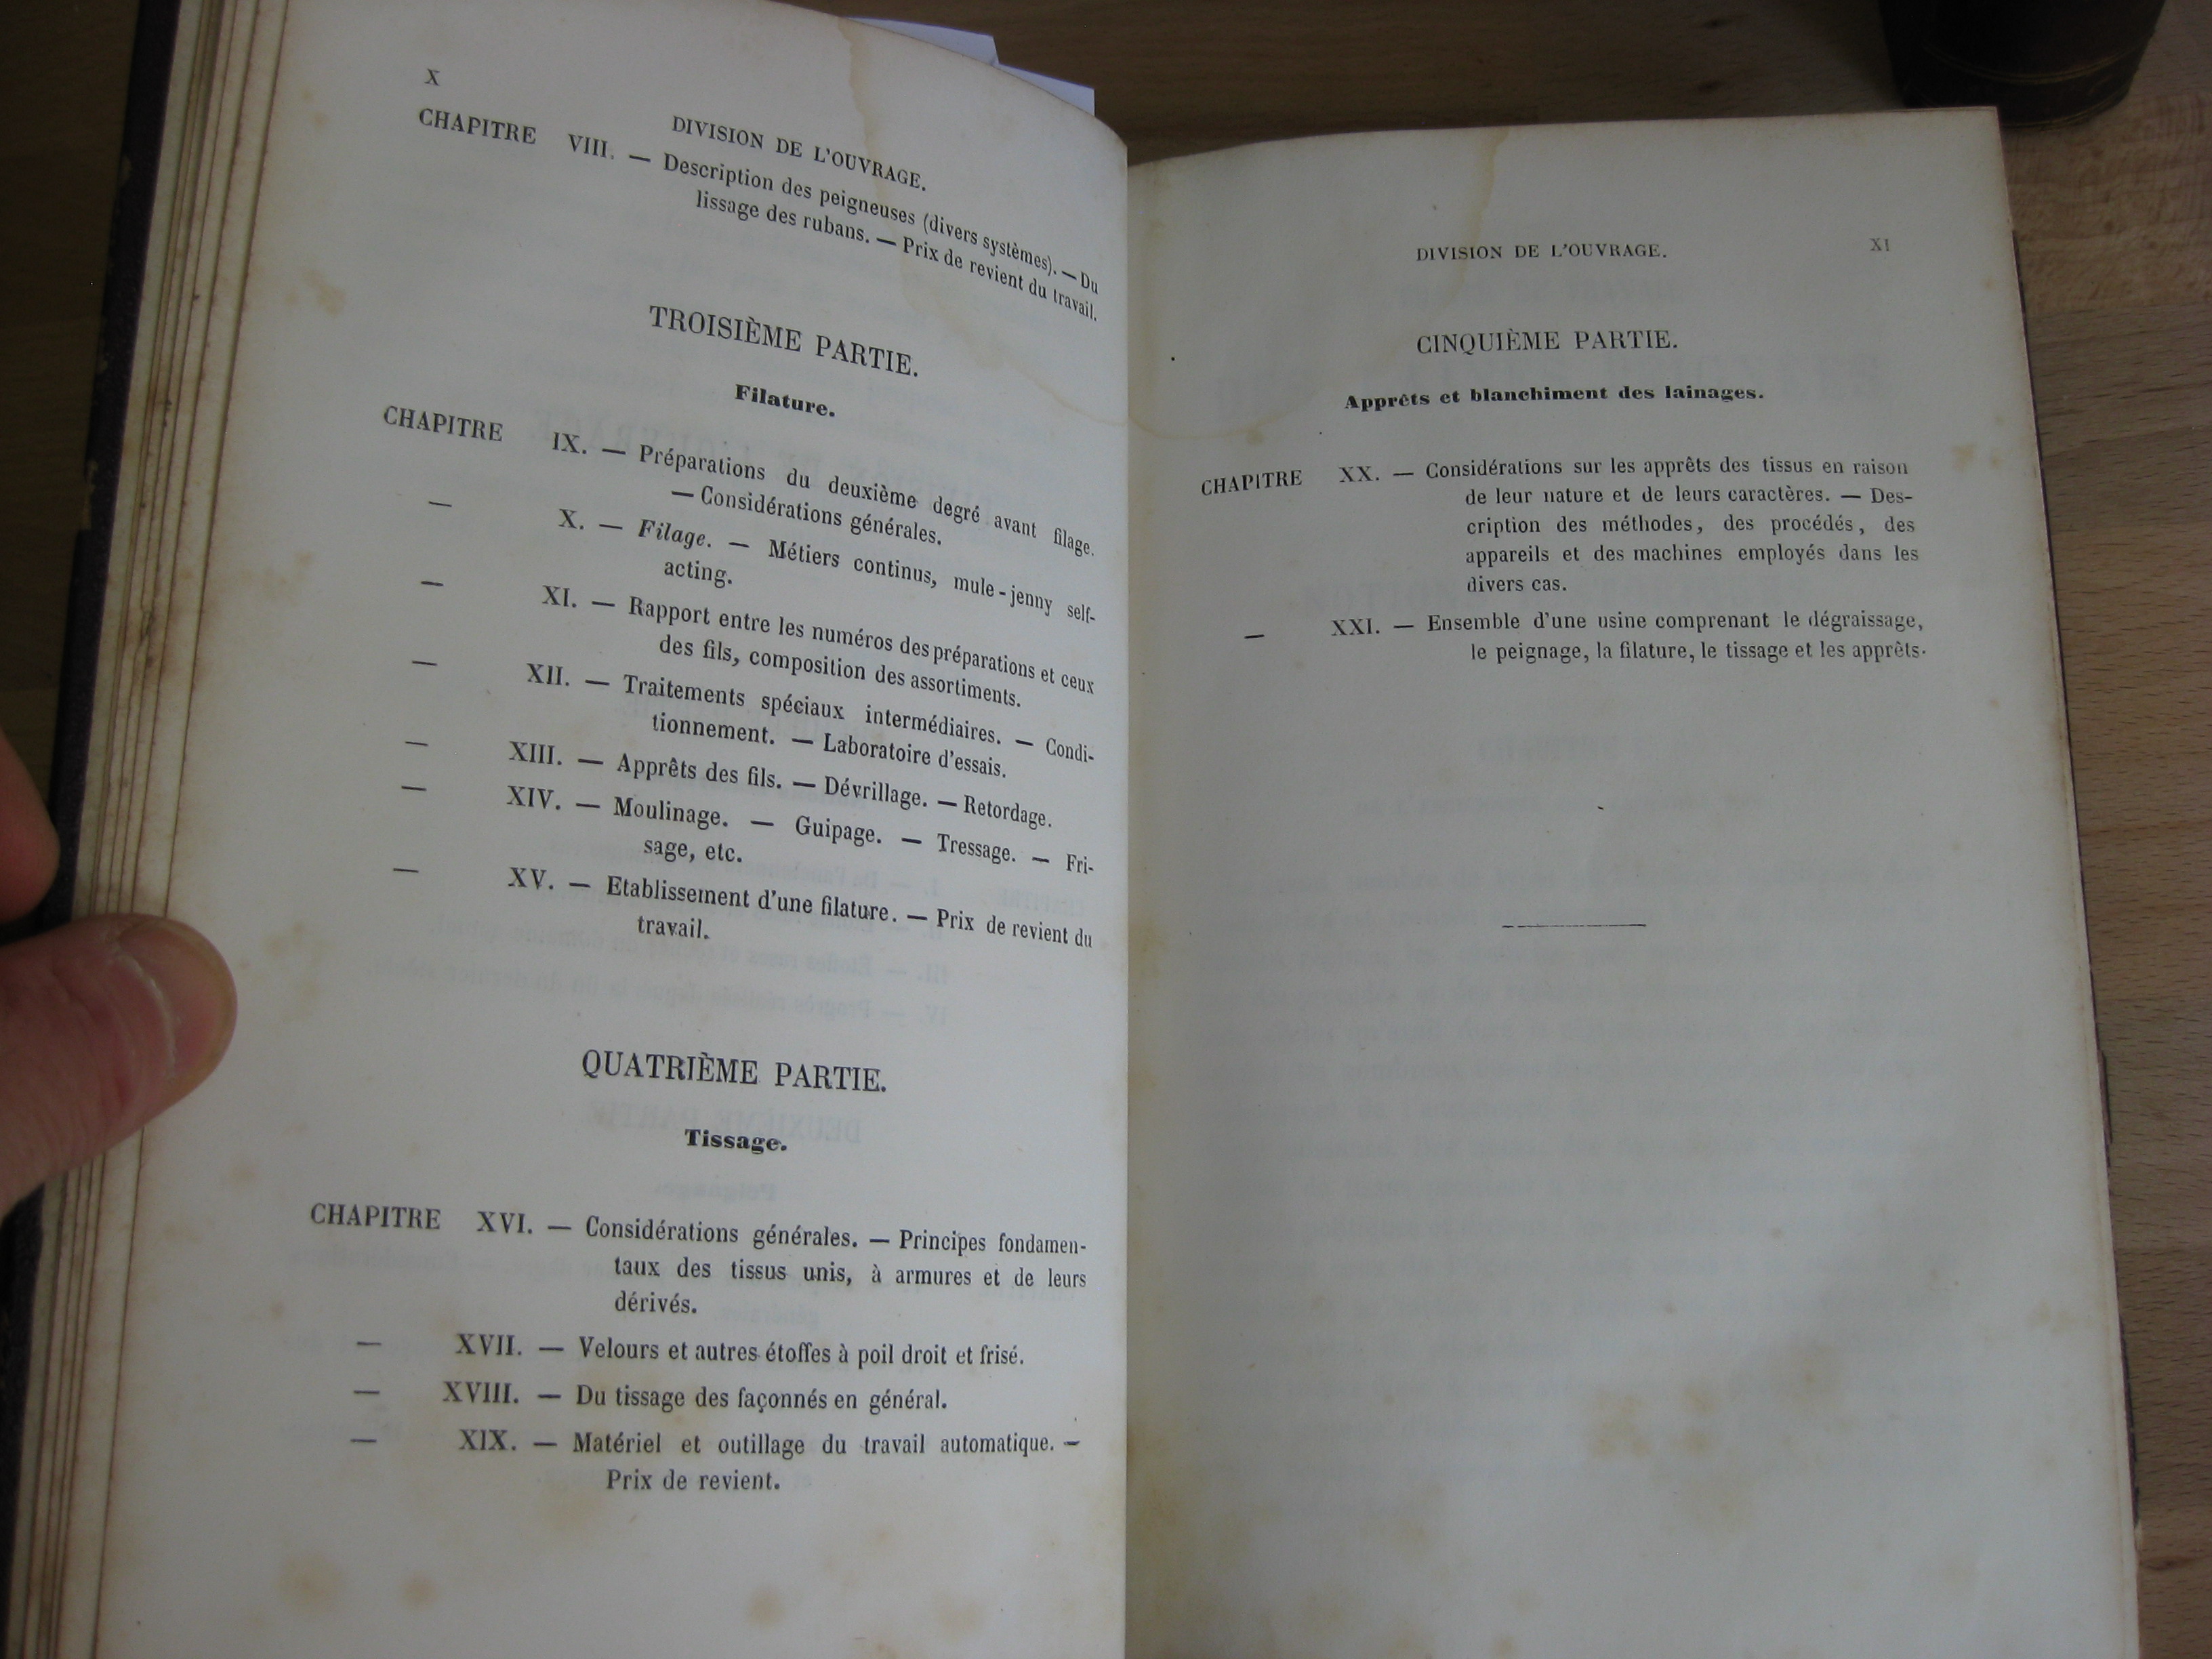 X
DIVISION DE L'OUVRAGE.
CHAPITRE VIII. — Description des peigneuses (divers systèmes). — Du
lissage des rubans. — Prix de revient du travail.
TROISIÈME PARTIE.
Filature.
CHAPITRE IX. — Préparations du deuxième degré avant filage.
— Considérations générales.
— X. — Filage. — Métiers continus, mule-jenny self-
acting.
— XI. — Rapport entre les numéros des préparations et ceux
des fils, composition des assortiments.
— XII. — Traitements spéciaux intermédiaires. — Condi-
tionnement. — Laboratoire d'essais.
— XIII. — Apprêts des fils. — Dévrillage. — Retordage.
— XIV. — Moulinage. — Guipage. — Tressage. — Fri-
sage, etc.
— XV. — Etablissement d'une filature. — Prix de revient du
travail.
QUATRIÈME PARTIE.
Tissage.
CHAPITRE XVI. — Considérations générales. — Principes fondamen-
taux des tissus unis, à armures et de leurs
dérivés.
— XVII. — Velours et autres étoffes à poil droit et frisé.
— XVIII. — Du tissage des façonnés en général.
— XIX. — Matériel et outillage du travail automatique. —
Prix de revient.
DIVISION DE L'OUVRAGE. XI
CINQUIÈME PARTIE.
Apprêts et blanchiment des lainages.
CHAPITRE XX. — Considérations sur les apprêts des tissus en raison
de leur nature et de leurs caractères. — Des-
cription des méthodes, des procédés, des
appareils et des machines employés dans les
divers cas.
— XXI. — Ensemble d'une usine comprenant le dégraissage,
le peignage, la filature, le tissage et les apprêts.